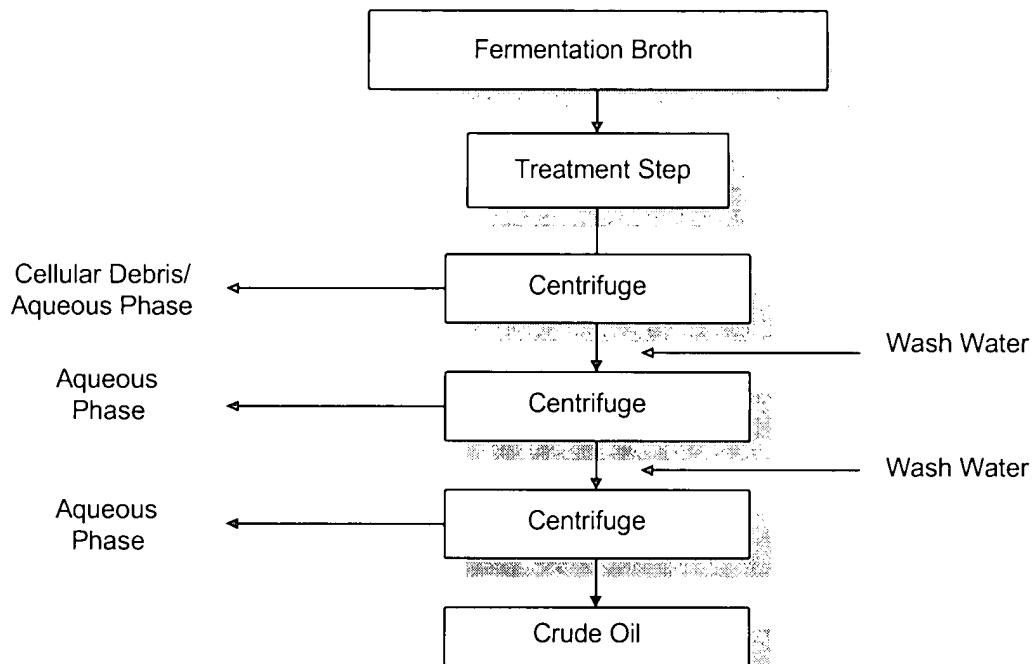 Fermentation Broth
Treatment Step
Cellular Debris/
Aqueous Phase
Centrifuge
Wash Water
Aqueous
Phase
Centrifuge
Wash Water
Aqueous
Phase
Centrifuge
Crude Oil